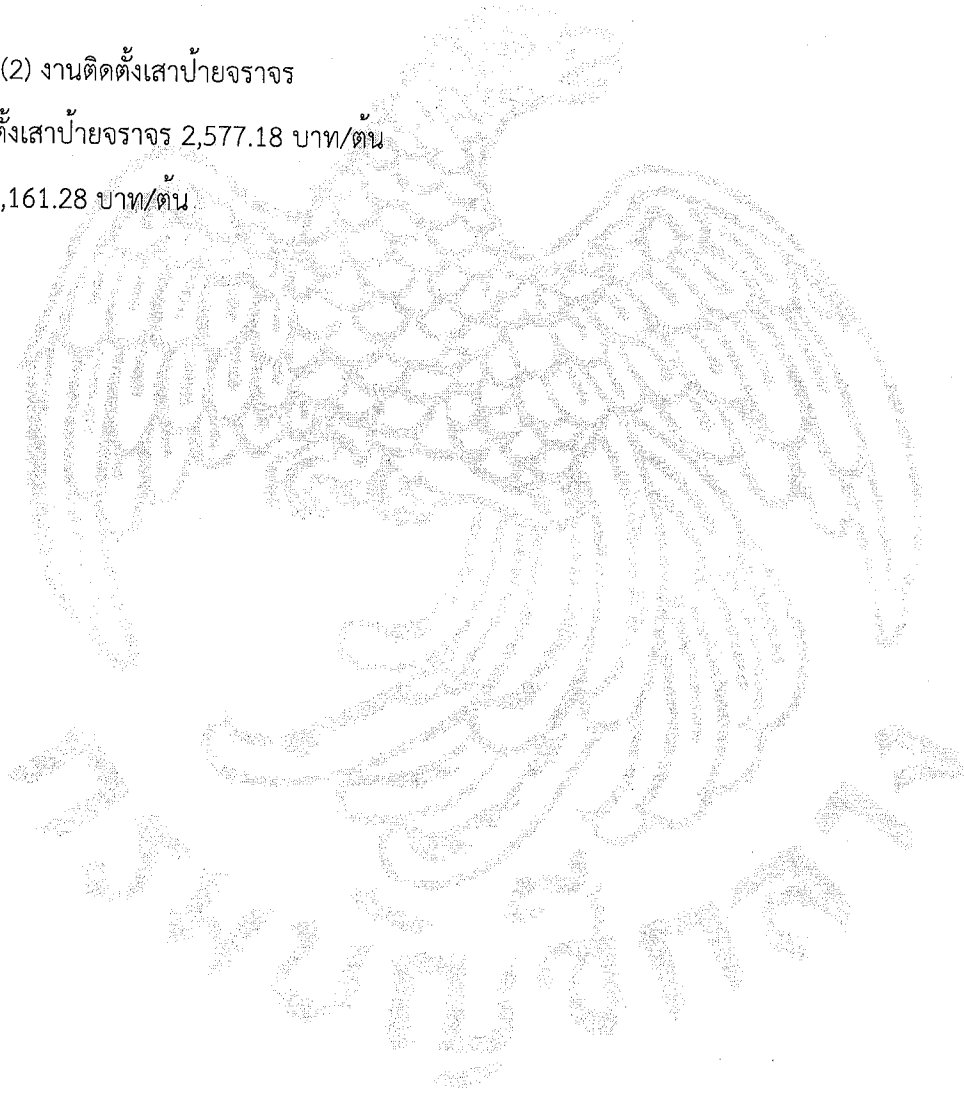 (2) งานติดตั้งเสาป้ายจราจร
ตั้งเสาป้ายจราจร 2,577.18 บาท/ต้น
,161.28 บาท/ต้น